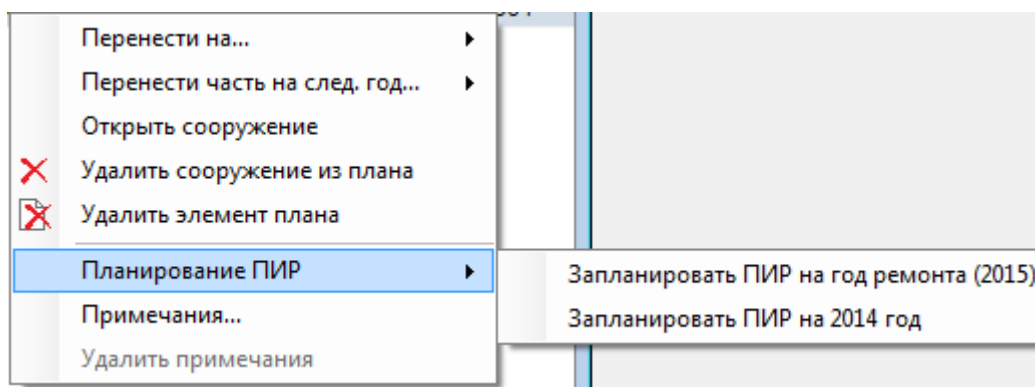 Перенести на...
Перенести часть на след. год...
Открыть сооружение
Удалить сооружение из плана
Удалить элемент плана
Планирование ПИР
Запланировать ПИР на год ремонта (2015)
Примечания...
Запланировать ПИР на 2014 год
Удалить примечания